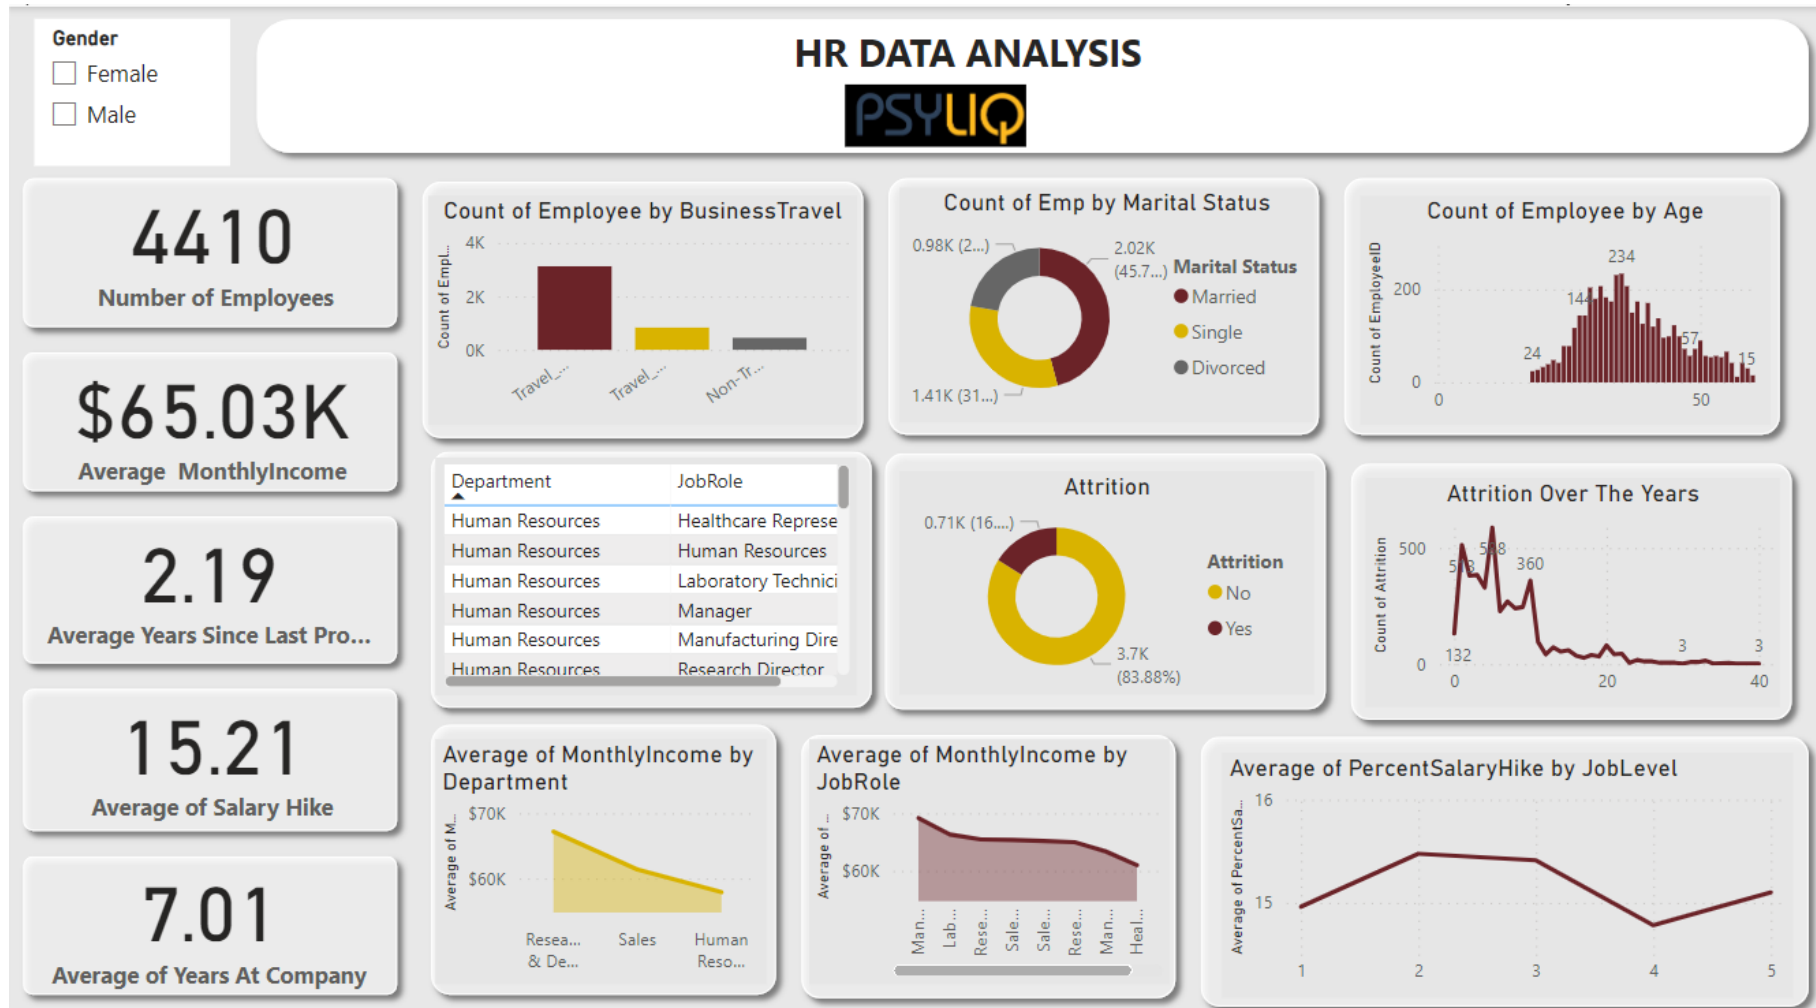 Gender
Female
Male
HR DATA ANALYSIS
PSYLIQ
4410
Number of Employees
$65.03K
Average MonthlyIncome
2.19
Average Years Since Last Pro...
15.21
Average of Salary Hike
7.01
Average of Years At Company
Count of Employee by BusinessTravel
Count of Empl...
4K
2K
0K
Travel_...
Travel_...
Non-Tr...
Count of Emp by Marital Status
0.98K (2...)
2.02K
(45.7...)
1.41K (31...)
Marital Status
Married
Single
Divorced
Count of Employee by Age
Count of EmployeeID
200
0
24
144
234
57
15
0
50
Department
JobRole
Human Resources
Healthcare Represe
Human Resources
Human Resources
Human Resources
Laboratory Technici
Human Resources
Manager
Human Resources
Manufacturing Dire
Human Resources
Research Director
Attrition
0.71K (16....)
3.7K
(83.88%)
Attrition
No
Yes
Attrition Over The Years
Count of Attrition
500
0
132
360
3
3
0
20
40
Average of MonthlyIncome by
Department
Average of M...
$70K
$60K
Resea...
& De...
Sales
Human
Reso...
Average of MonthlyIncome by
JobRole
Average of ...
$70K
$60K
Man...
Lab...
Rese...
Sale...
Sale...
Rese...
Man...
Heal...
Average of PercentSalaryHike by JobLevel
Average of PercentSa...
16
15
1
2
3
4
5